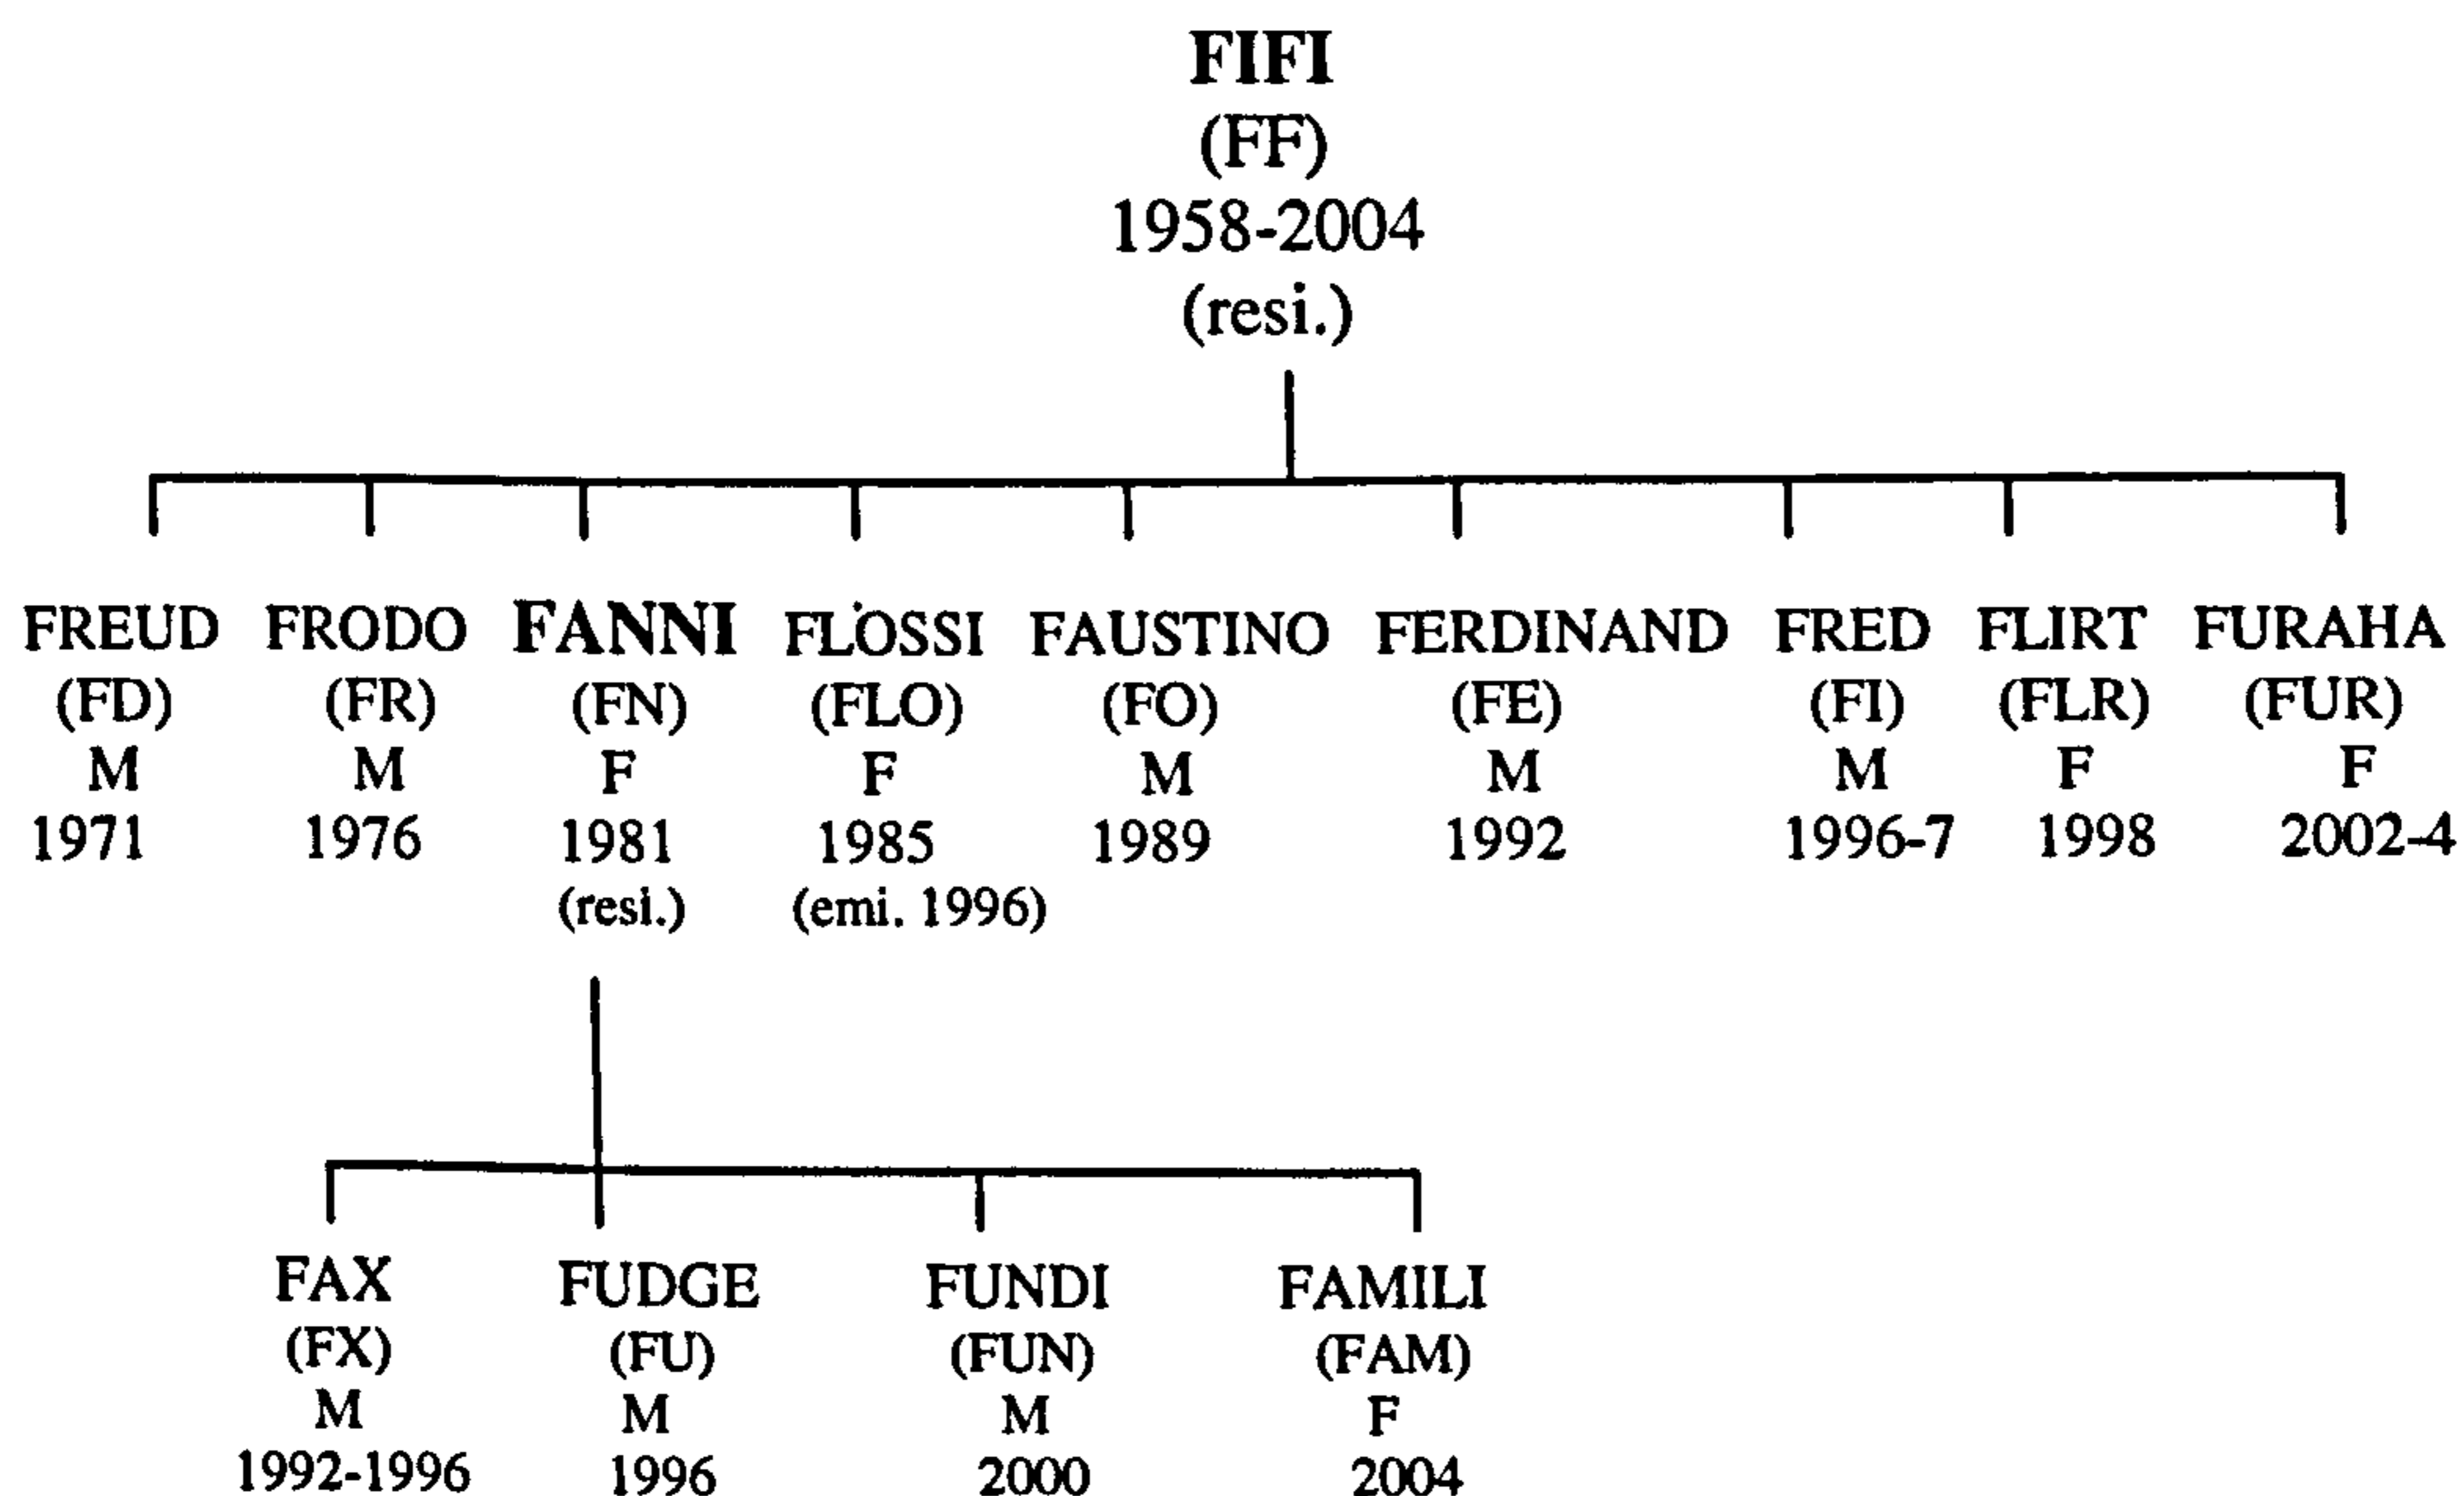 FIFI
(FF)
1958-2004
(resi.)
FREUD FRODO FANNI FLOSSI FAUSTINO FERDINAND FRED FLIRT FURAHA
(FD) (FR) (FN) (FLO) (FO) (FE) (FI) (FLR) (FUR)
M M F F M M M F F
1971 1976 1981 1985 1989 1992 1996-7 1998 2002-4
(resi.) (emi. 1996)
FAX FUDGE FUNDI FAMILI
(FX) (FU) (FUN) (FAM)
M M M F
1992-1996 1996 2000 2004